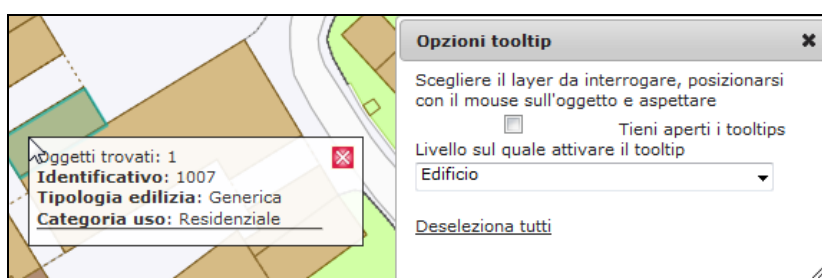 Opzioni tooltip
Scegliere il layer da interrogare, posizionarsi
con il mouse sull'oggetto e aspettare
Tieni aperti i tooltips
Livello sul quale attivare il tooltip
Edificio
Deseleziona tutti
Oggetti trovati: 1
Identificativo: 1007
Tipologia edilizia: Generica
Categoria uso: Residenziale